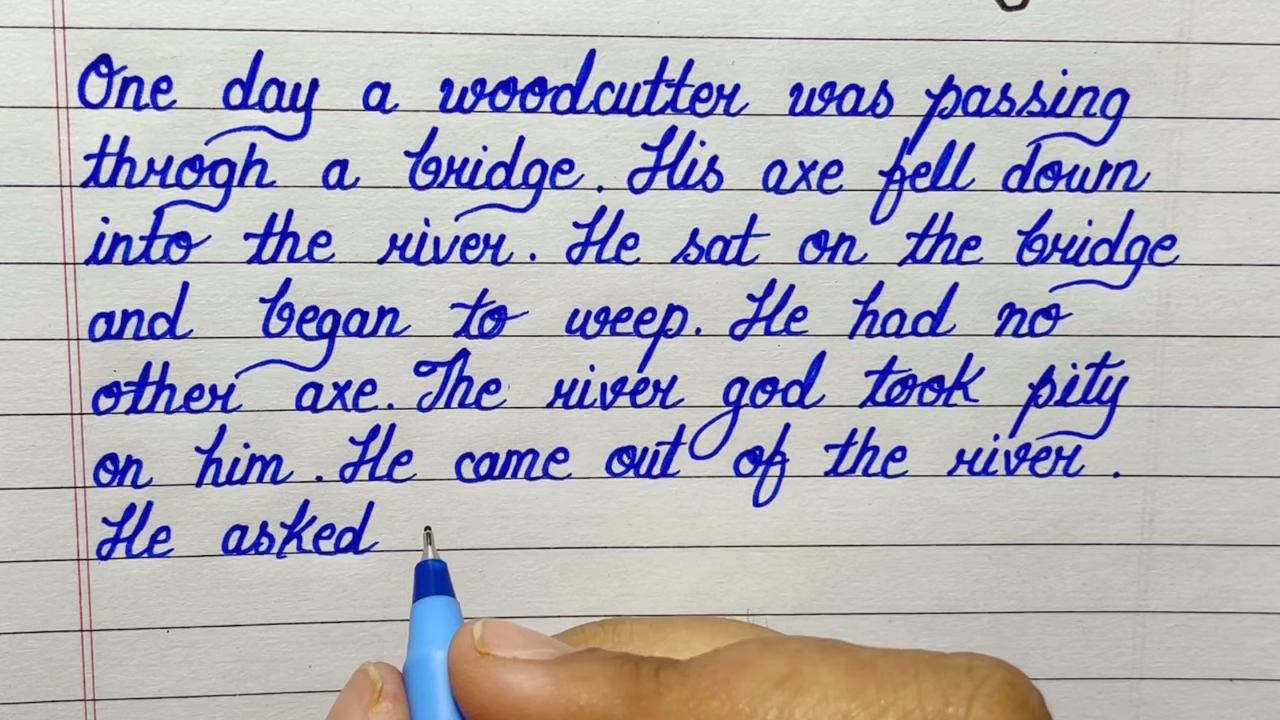 One day a woodcutter was passing
throgh a bridge. His axe fell down
into the river. He sat on the bridge
and began to weep. He had no
other axe. The river god took pity
on him. He came out of the river.
He asked